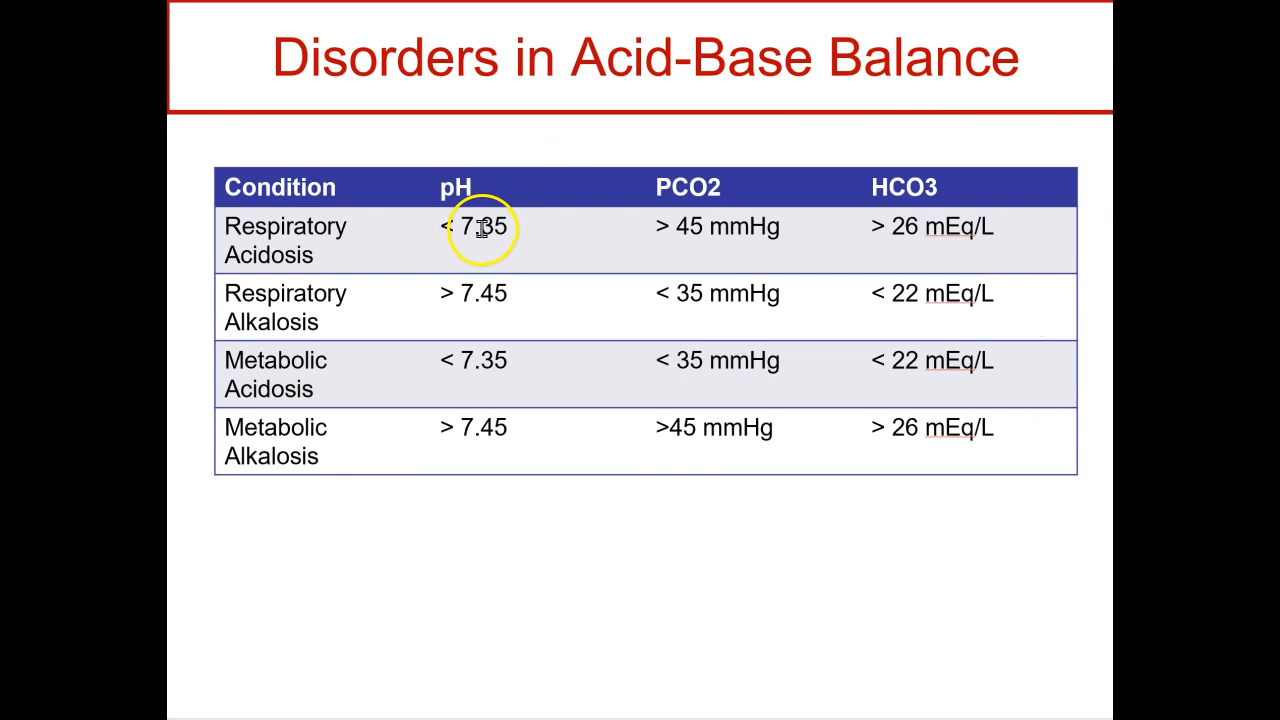 Disorders in Acid-Base Balance
Condition pH PCO2 HCO3
Respiratory Acidosis < 7.35 > 45 mmHg > 26 mEq/L
Respiratory Alkalosis > 7.45 < 35 mmHg < 22 mEq/L
Metabolic Acidosis < 7.35 < 35 mmHg < 22 mEq/L
Metabolic Alkalosis > 7.45 >45 mmHg > 26 mEq/L